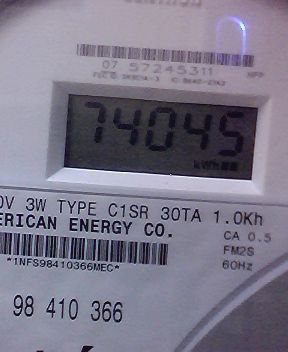 07 57245311
74045
kWh
0V 3W TYPE C1SR 30TA 1.0Kh
ERICAN ENERGY CO.
CA 0.5
FM2S
60Hz
*1NFS98410366MEC*
98 410 366